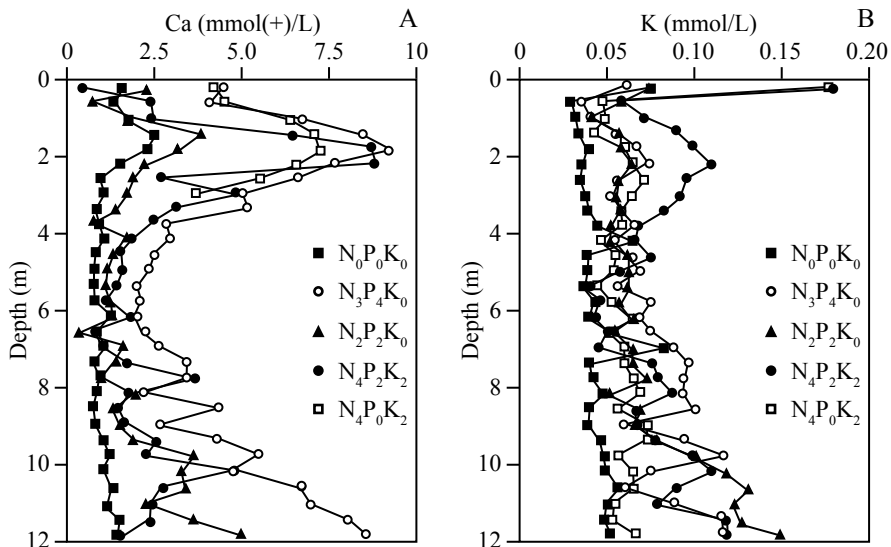 Ca (mmol(+)/L) A
0 2.5 5.0 7.5 10
0
2
4
6
8
10
12
Depth (m)
N₀P₀K₀
N₃P₄K₀
N₂P₂K₀
N₄P₂K₂
N₄P₀K₂
K (mmol/L) B
0 0.05 0.10 0.15 0.20
0
2
4
6
8
10
12
Depth (m)
N₀P₀K₀
N₃P₄K₀
N₂P₂K₀
N₄P₂K₂
N₄P₀K₂